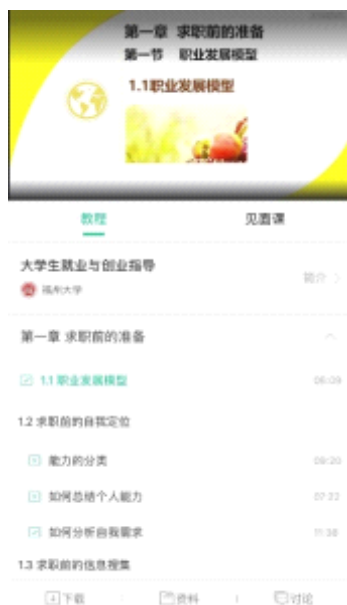 第一章 求职前的准备
第一节 职业发展模型
1.1职业发展模型
教程
见面课
大学生就业与创业指导
简介
福州大学
第一章 求职前的准备
1.1 职业发展模型
06:09
1.2 求职前的自我定位
能力的分类
09:20
如何总结个人能力
07:22
如何分析自我需求
11:38
1.3 求职前的信息搜集
下载
资料
讨论